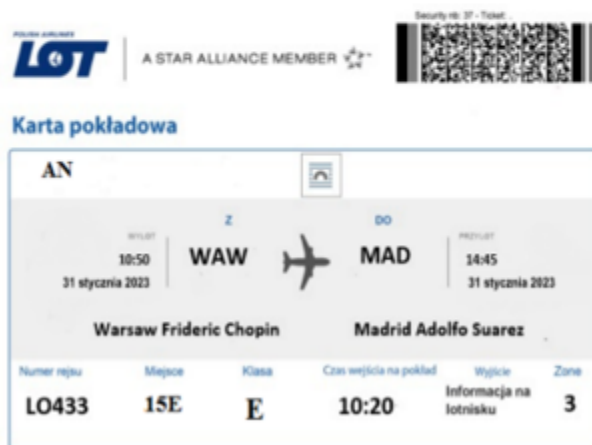 Security nb: 37 - Ticket:
POLISH AIRLINES
LOT
A STAR ALLIANCE MEMBER
Karta pokładowa
AN
Z
DO
WYLOT
PRZYLOT
10:50
WAW
MAD
14:45
31 stycznia 2023
31 stycznia 2023
Warsaw Frideric Chopin
Madrid Adolfo Suarez
Numer rejsu
Miejsce
Klasa
Czas wejścia na pokład
Wyjście
Zone
LO433
15E
E
10:20
Informacja na
lotnisku
3